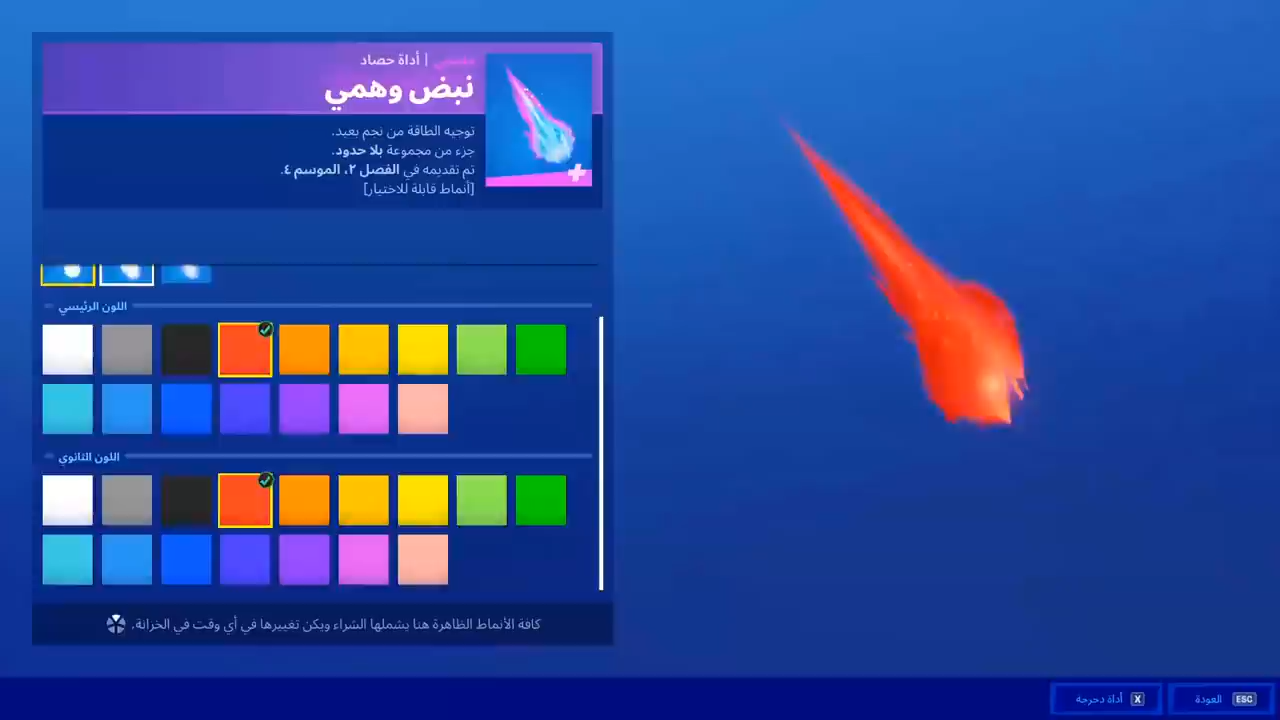 ملحمي | أداة حصاد
نبض وهمي
توجيه الطاقة من نجم بعيد.
جزء من مجموعة بلا حدود.
تم تقديمه في الفصل ٢، الموسم ٤.
[أنماط قابلة للاختيار]
اللون الرئيسي
اللون الثانوي
كافة الأنماط الظاهرة هنا يشملها الشراء ويكن تغييرها في أي وقت في الخزانة.
أداة دحرجة X
العودة ESC